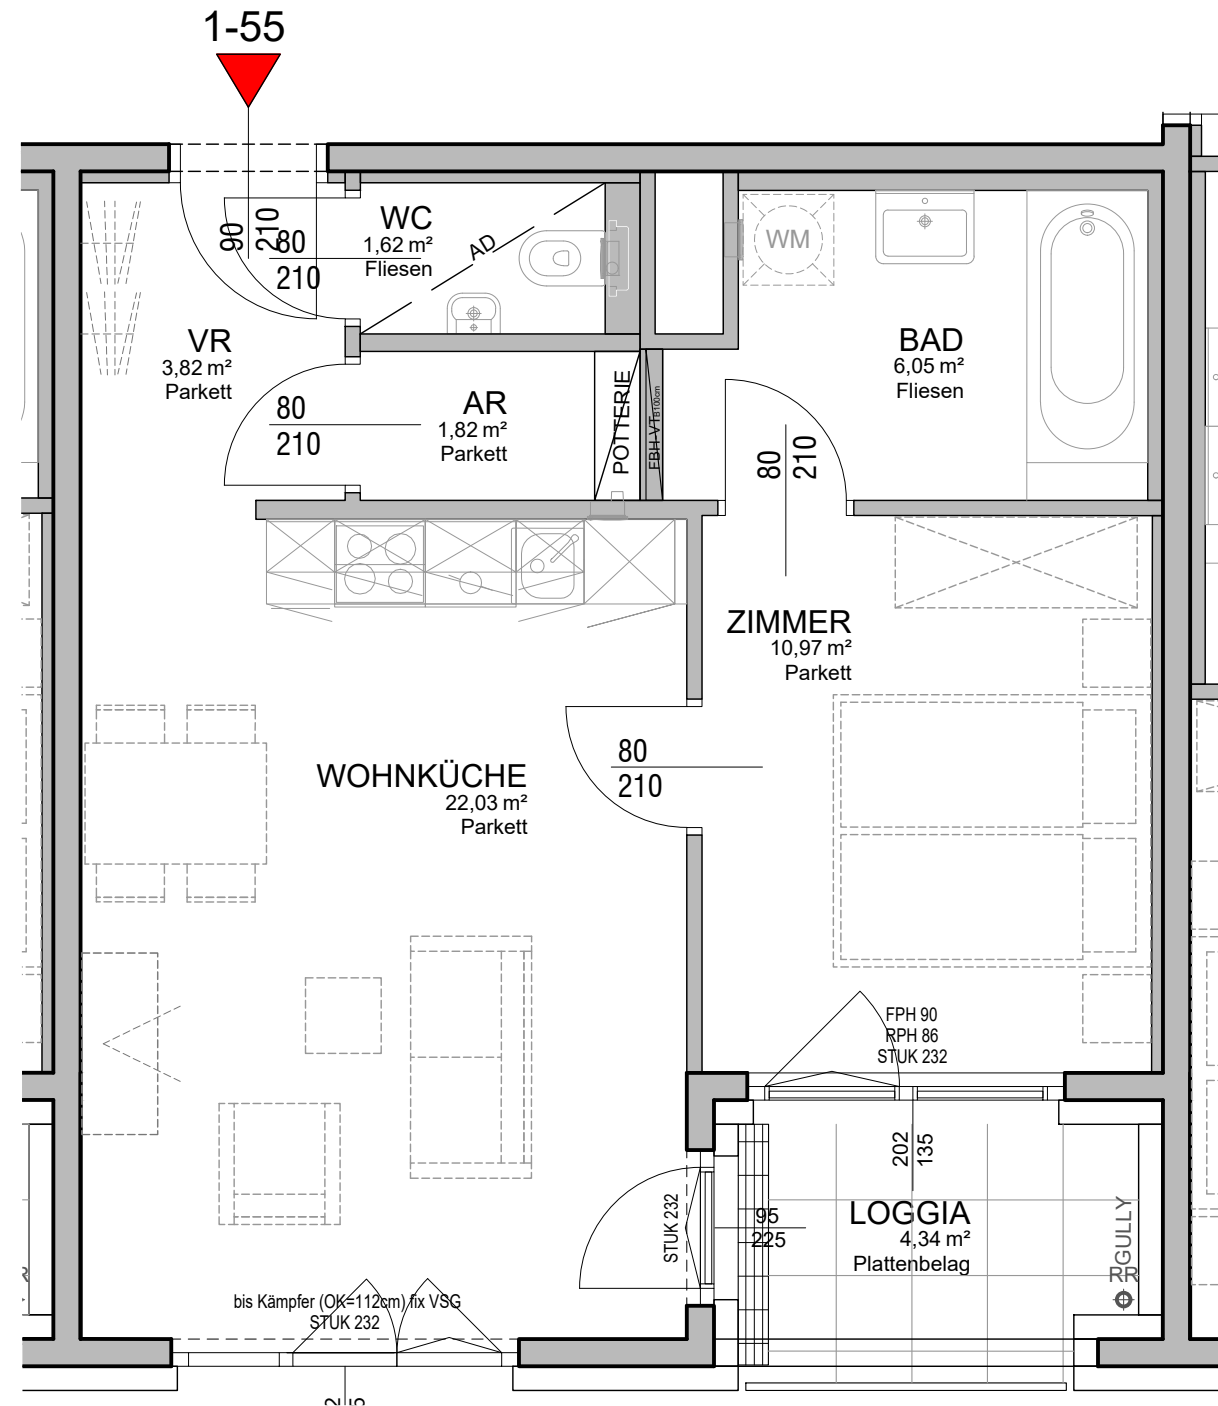 1-55
90
210
80
210
WC
1,62 m²
Fliesen
AD
WM
VR
3,82 m²
Parkett
BAD
6,05 m²
Fliesen
80
210
AR
1,82 m²
Parkett
POTTERIE
FBH-VT B100cm
80
210
ZIMMER
10,97 m²
Parkett
80
210
WOHNKÜCHE
22,03 m²
Parkett
FPH 90
RPH 86
STUK 232
202
135
STUK 232
95
225
LOGGIA
4,34 m²
Plattenbelag
GULLY
RR
bis Kämpfer (OK=112cm) fix VSG
STUK 232